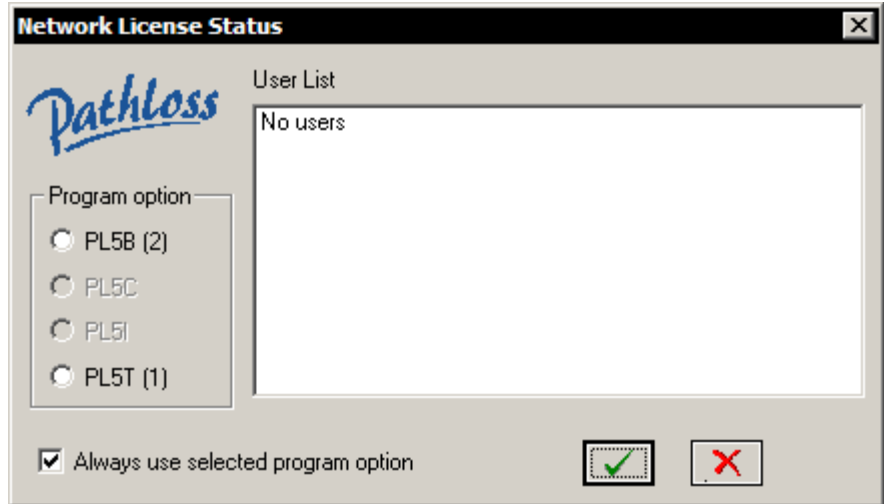 Network License Status
Pathloss
User List
No users
Program option
PL5B (2)
PL5C
PL5I
PL5T (1)
Always use selected program option